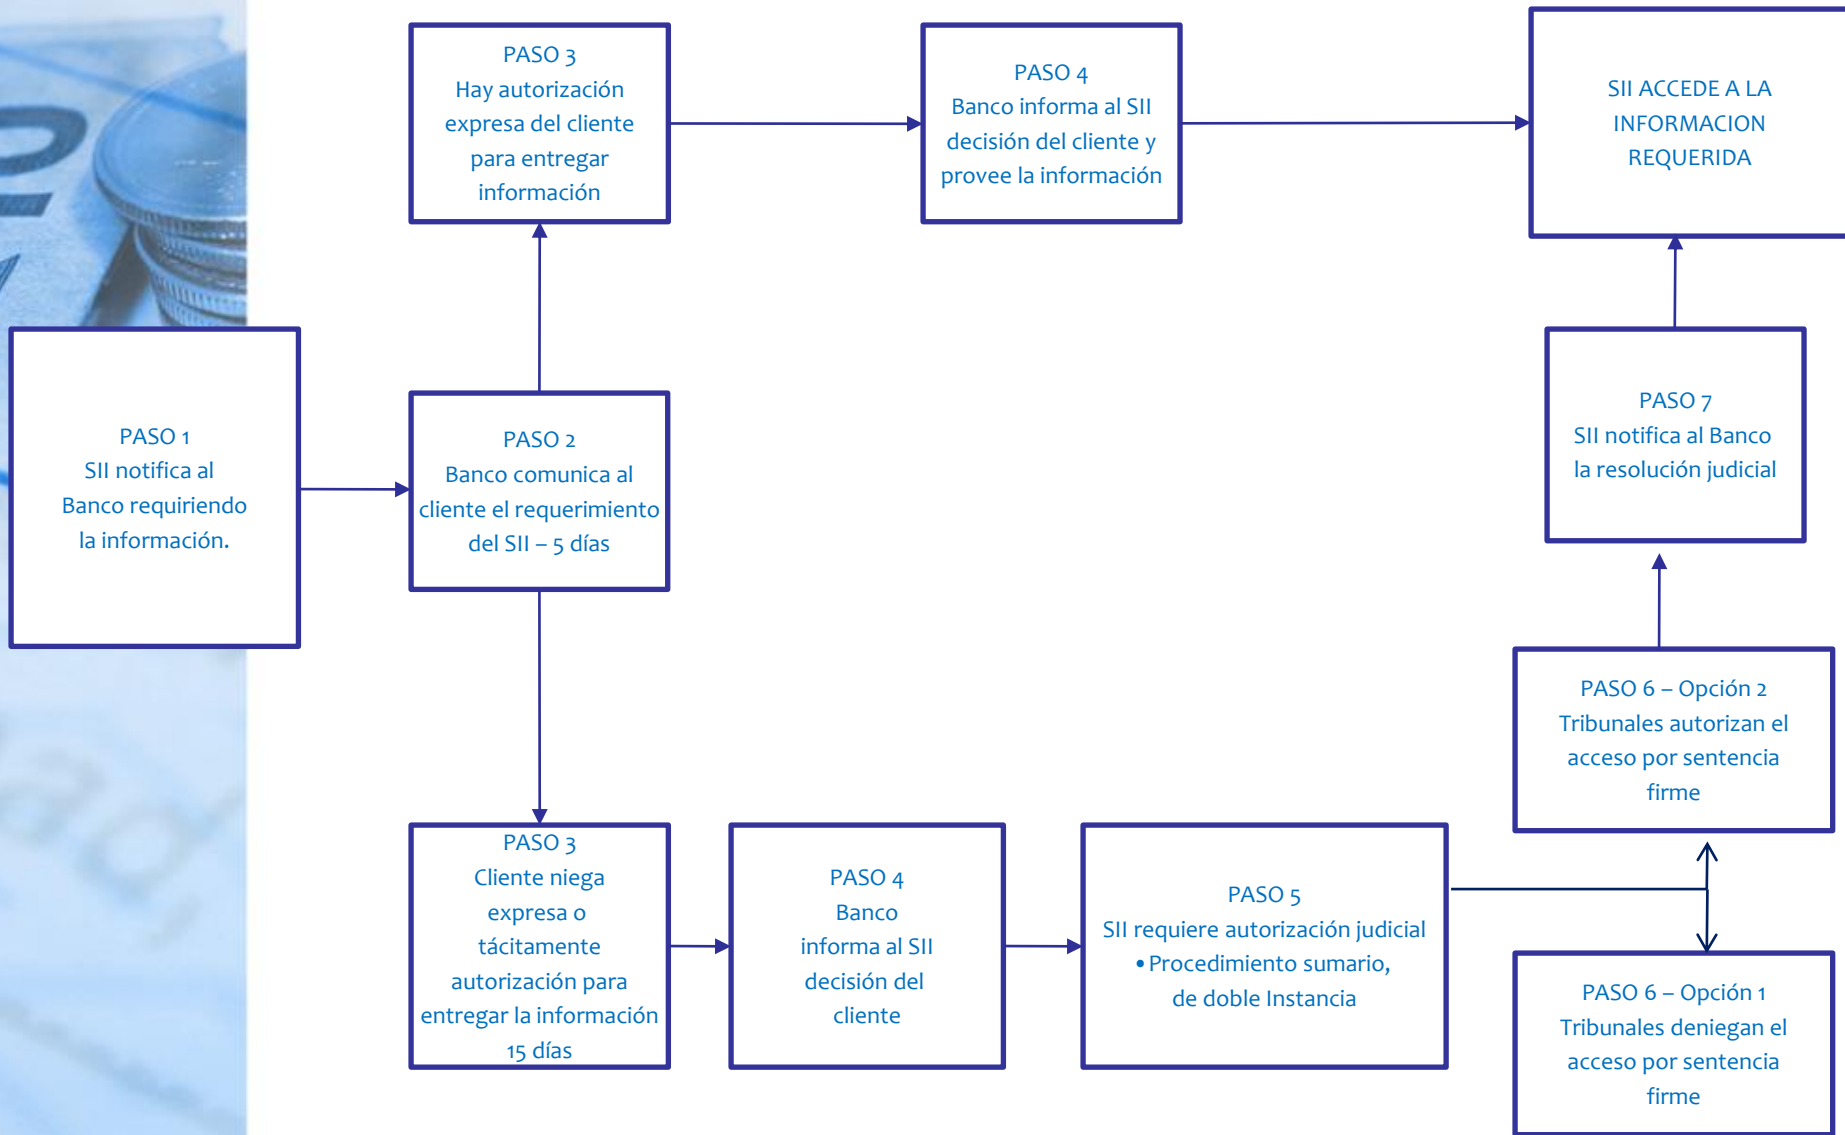 PASO 1
SII notifica al
Banco requiriendo
la información.
PASO 2
Banco comunica al
cliente el requerimiento
del SII – 5 días
PASO 3
Hay autorización
expresa del cliente
para entregar
información
PASO 4
Banco informa al SII
decisión del cliente y
provee la información
SII ACCEDE A LA
INFORMACION
REQUERIDA
PASO 3
Cliente niega
expresa o
tácitamente
autorización para
entregar la información
15 días
PASO 4
Banco
informa al SII
decisión del
cliente
PASO 5
SII requiere autorización judicial
• Procedimiento sumario,
de doble Instancia
PASO 6 – Opción 1
Tribunales deniegan el
acceso por sentencia
firme
PASO 6 – Opción 2
Tribunales autorizan el
acceso por sentencia
firme
PASO 7
SII notifica al Banco
la resolución judicial